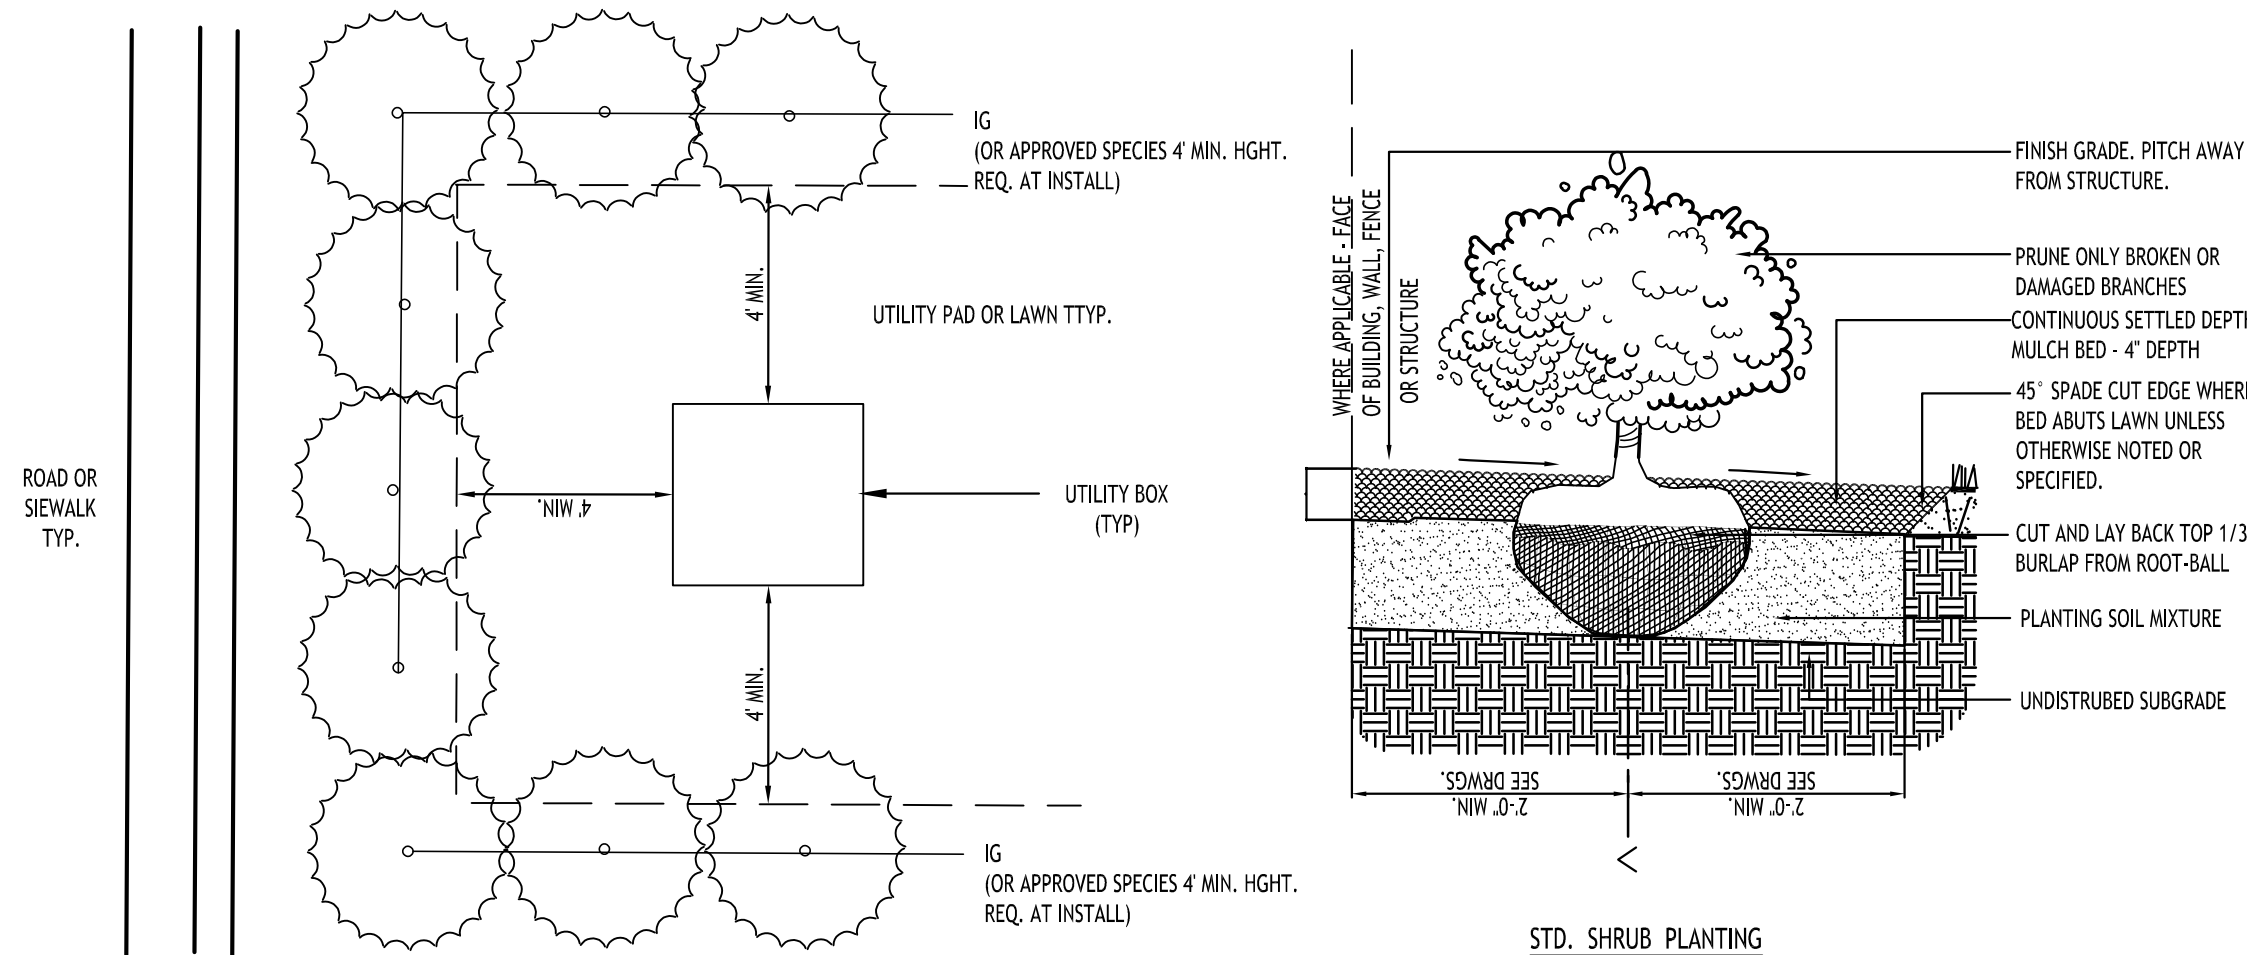 IG
(OR APPROVED SPECIES 4' MIN. HGHT.
REQ. AT INSTALL)
4' MIN.
UTILITY PAD OR LAWN TTYP.
ROAD OR
SIEWALK
TYP.
4' MIN.
UTILITY BOX
(TYP)
4' MIN.
IG
(OR APPROVED SPECIES 4' MIN. HGHT.
REQ. AT INSTALL)
WHERE APPLICABLE - FACE
OF BUILDING, WALL, FENCE
OR STRUCTURE
FINISH GRADE. PITCH AWAY
FROM STRUCTURE.
PRUNE ONLY BROKEN OR
DAMAGED BRANCHES
CONTINUOUS SETTLED DEPTH
MULCH BED - 4" DEPTH
45° SPADE CUT EDGE WHERE
BED ABUTS LAWN UNLESS
OTHERWISE NOTED OR
SPECIFIED.
CUT AND LAY BACK TOP 1/3
BURLAP FROM ROOT-BALL
PLANTING SOIL MIXTURE
UNDISTRUBED SUBGRADE
2'-0" MIN.
SEE DRWGS.
2'-0" MIN.
SEE DRWGS.
STD. SHRUB PLANTING